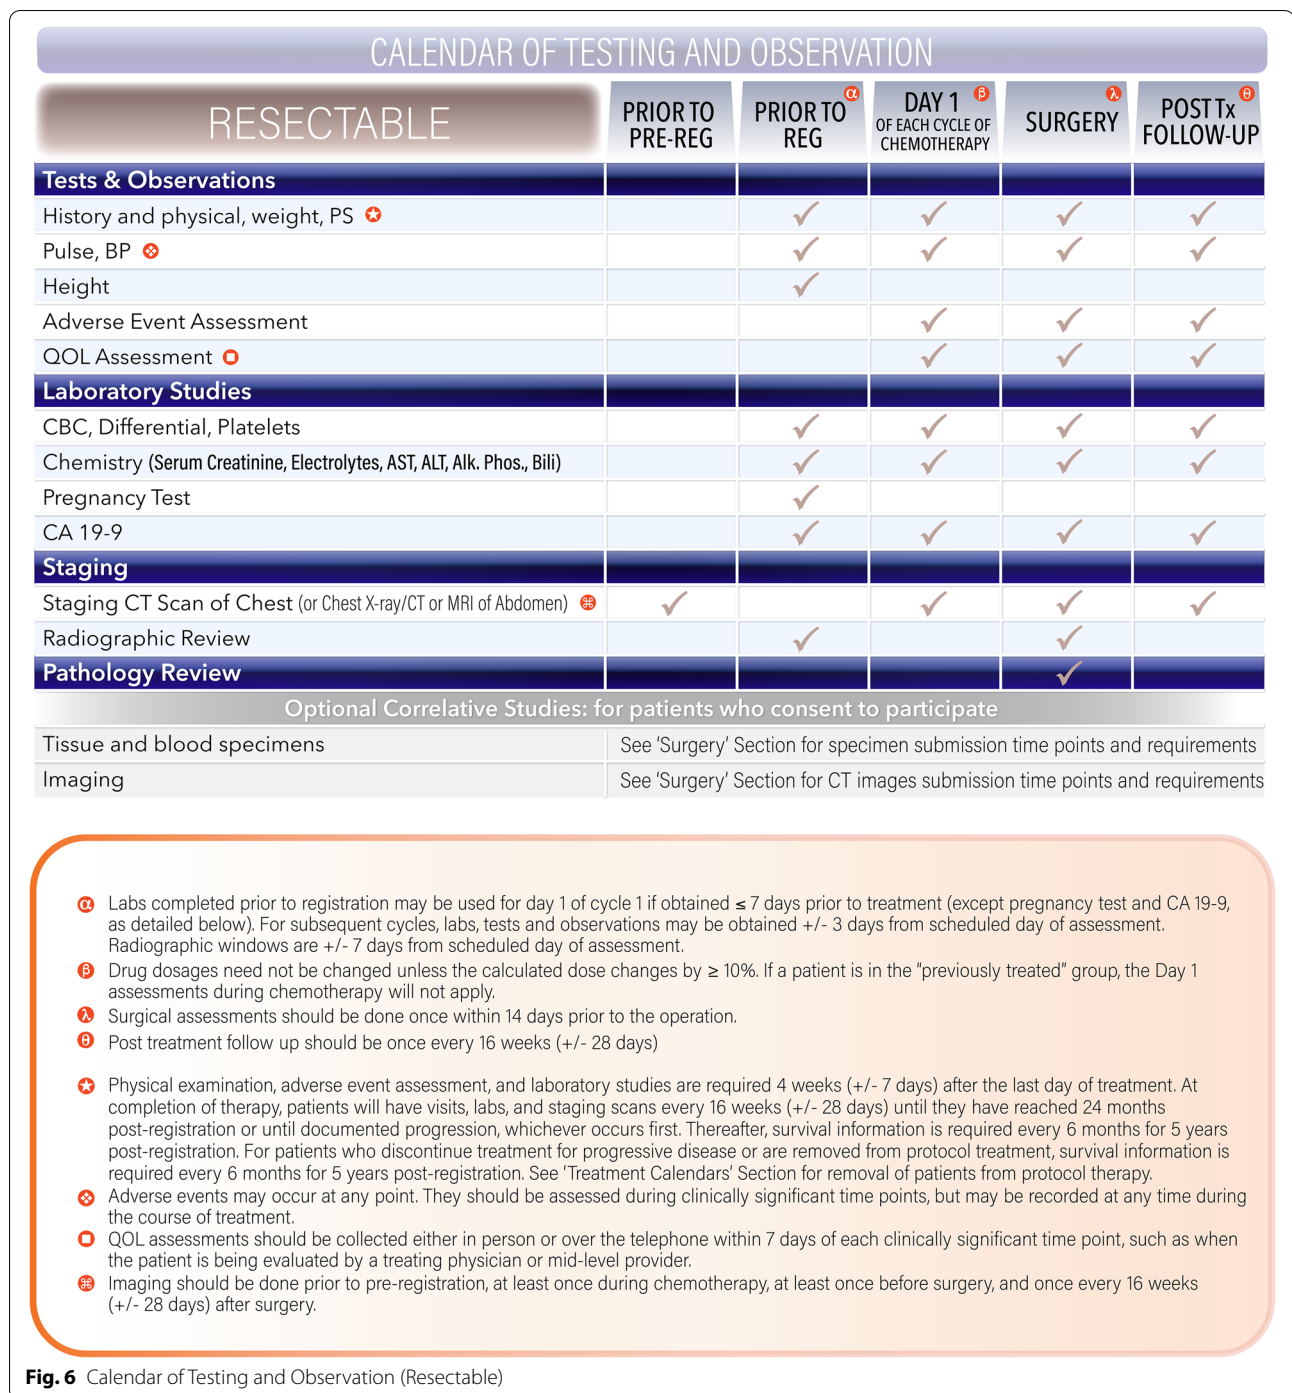 CALENDAR OF TESTING AND OBSERVATION
RESECTABLE
PRIOR TO
PRE-REG
PRIOR TO
REG
α
DAY 1
OF EACH CYCLE OF
CHEMOTHERAPY
β
SURGERY
λ
POST Tx
FOLLOW-UP
θ
Tests & Observations
History and physical, weight, PS ★ ✓ ✓ ✓ ✓
Pulse, BP ❖ ✓ ✓ ✓ ✓
Height ✓
Adverse Event Assessment ✓ ✓ ✓
QOL Assessment ■ ✓ ✓ ✓
Laboratory Studies
CBC, Differential, Platelets ✓ ✓ ✓ ✓
Chemistry (Serum Creatinine, Electrolytes, AST, ALT, Alk. Phos., Bili) ✓ ✓ ✓ ✓
Pregnancy Test ✓
CA 19-9 ✓ ✓ ✓ ✓
Staging
Staging CT Scan of Chest (or Chest X-ray/CT or MRI of Abdomen) ⌘ ✓ ✓ ✓ ✓
Radiographic Review ✓ ✓
Pathology Review ✓
Optional Correlative Studies: for patients who consent to participate
Tissue and blood specimens See ‘Surgery’ Section for specimen submission time points and requirements
Imaging See ‘Surgery’ Section for CT images submission time points and requirements
α Labs completed prior to registration may be used for day 1 of cycle 1 if obtained ≤ 7 days prior to treatment (except pregnancy test and CA 19-9,
as detailed below). For subsequent cycles, labs, tests and observations may be obtained +/- 3 days from scheduled day of assessment.
Radiographic windows are +/- 7 days from scheduled day of assessment.
β Drug dosages need not be changed unless the calculated dose changes by ≥ 10%. If a patient is in the “previously treated” group, the Day 1
assessments during chemotherapy will not apply.
λ Surgical assessments should be done once within 14 days prior to the operation.
θ Post treatment follow up should be once every 16 weeks (+/- 28 days)
★ Physical examination, adverse event assessment, and laboratory studies are required 4 weeks (+/- 7 days) after the last day of treatment. At
completion of therapy, patients will have visits, labs, and staging scans every 16 weeks (+/- 28 days) until they have reached 24 months
post-registration or until documented progression, whichever occurs first. Thereafter, survival information is required every 6 months for 5 years
post-registration. For patients who discontinue treatment for progressive disease or are removed from protocol treatment, survival information is
required every 6 months for 5 years post-registration. See ‘Treatment Calendars’ Section for removal of patients from protocol therapy.
❖ Adverse events may occur at any point. They should be assessed during clinically significant time points, but may be recorded at any time during
the course of treatment.
■ QOL assessments should be collected either in person or over the telephone within 7 days of each clinically significant time point, such as when
the patient is being evaluated by a treating physician or mid-level provider.
⌘ Imaging should be done prior to pre-registration, at least once during chemotherapy, at least once before surgery, and once every 16 weeks
(+/- 28 days) after surgery.
Fig. 6 Calendar of Testing and Observation (Resectable)